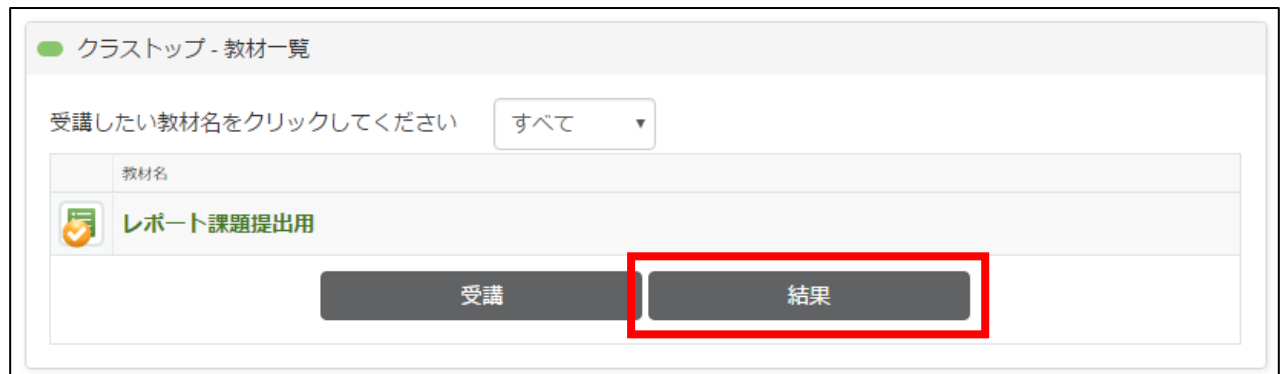 クラストップ - 教材一覧
受講したい教材名をクリックしてください すべて
教材名
レポート課題提出用
受講 結果